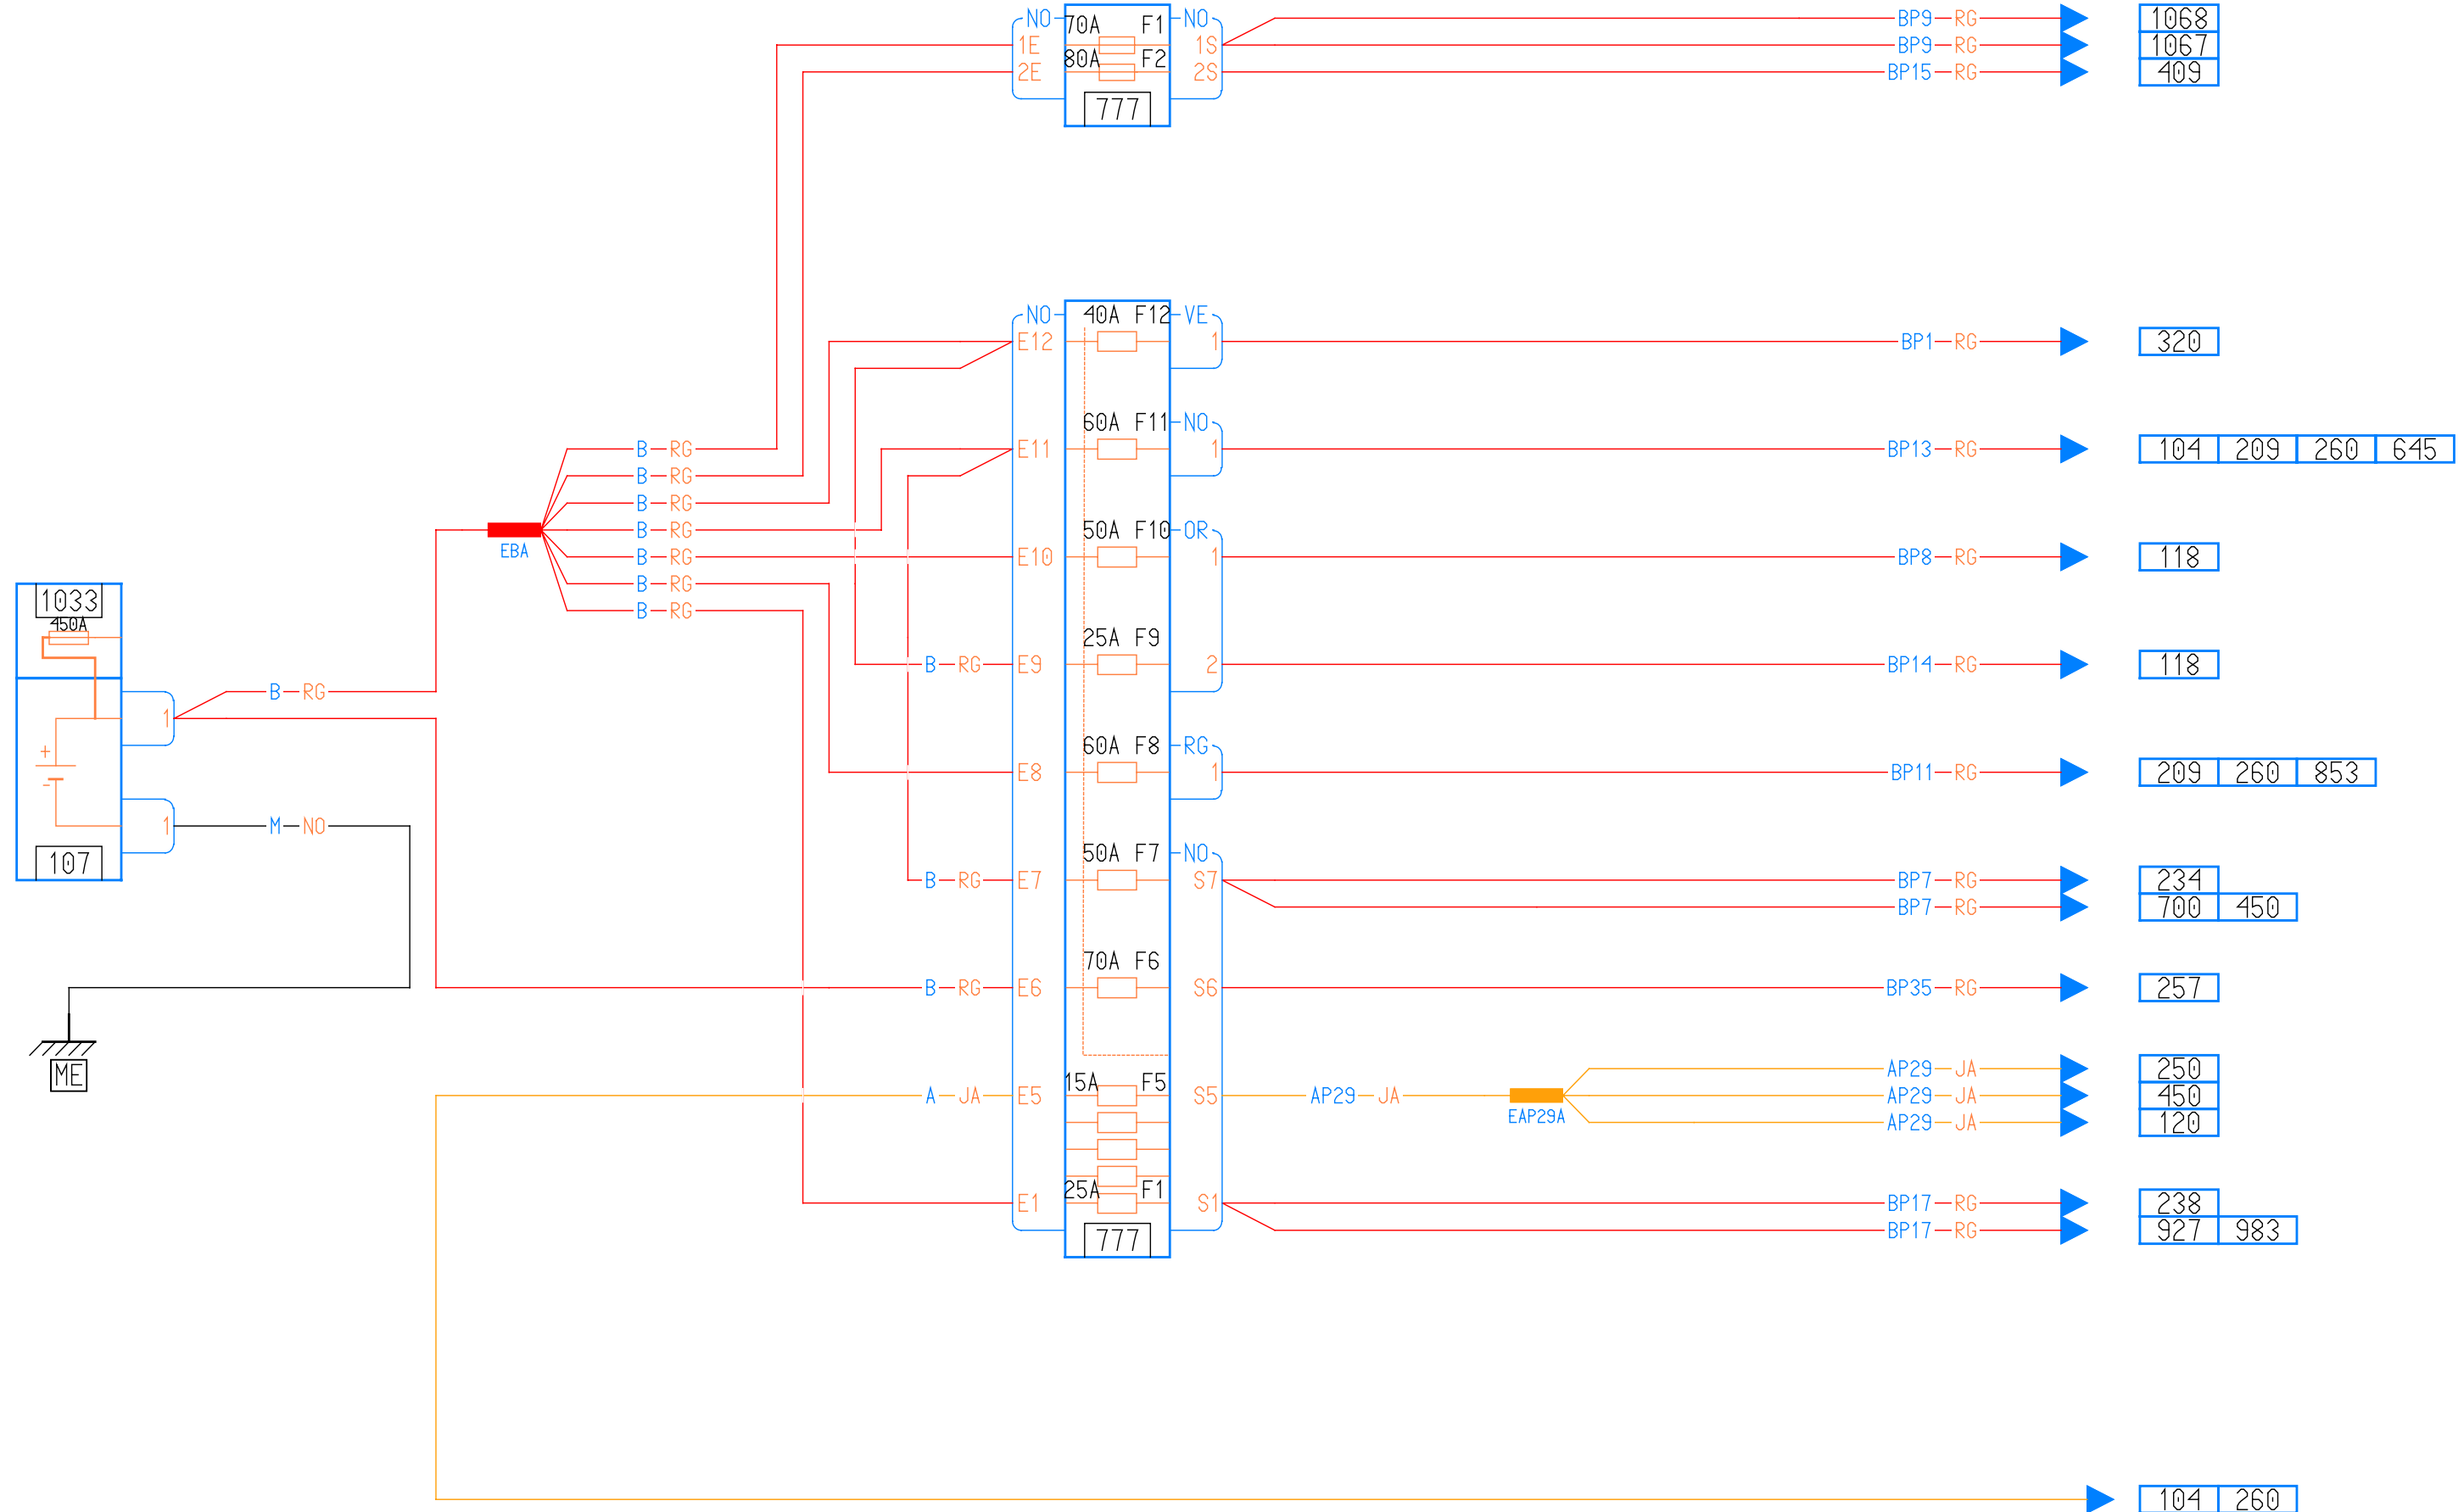 NO 70A F1 NO BP9 RG 1068
1E 1S BP9 RG 1067
80A F2
2E 2S BP15 RG 409
777
NO 40A F12 VE
E12 1 BP1 RG 320
60A F11 NO
B RG E11 1 BP13 RG 104 209 260 645
B RG
B RG
50A F10 OR
B RG
EBA
B RG E10 1 BP8 RG 118
B RG
1033
B RG
450A
25A F9
B RG E9 2 BP14 RG 118
B RG
1
60A F8 RG
+
E8 1 BP11 RG 209 260 853
-
1 M NO
107
50A F7 NO
B RG E7 S7 BP7 RG 234
BP7 RG 700 450
70A F6
B RG E6 S6 BP35 RG 257
ME
AP29 JA 250
15A F5
A JA E5 S5 AP29 JA AP29 JA 450
EAP29A
AP29 JA 120
25A F1
E1 S1 BP17 RG 238
BP17 RG 927 983
777
104 260